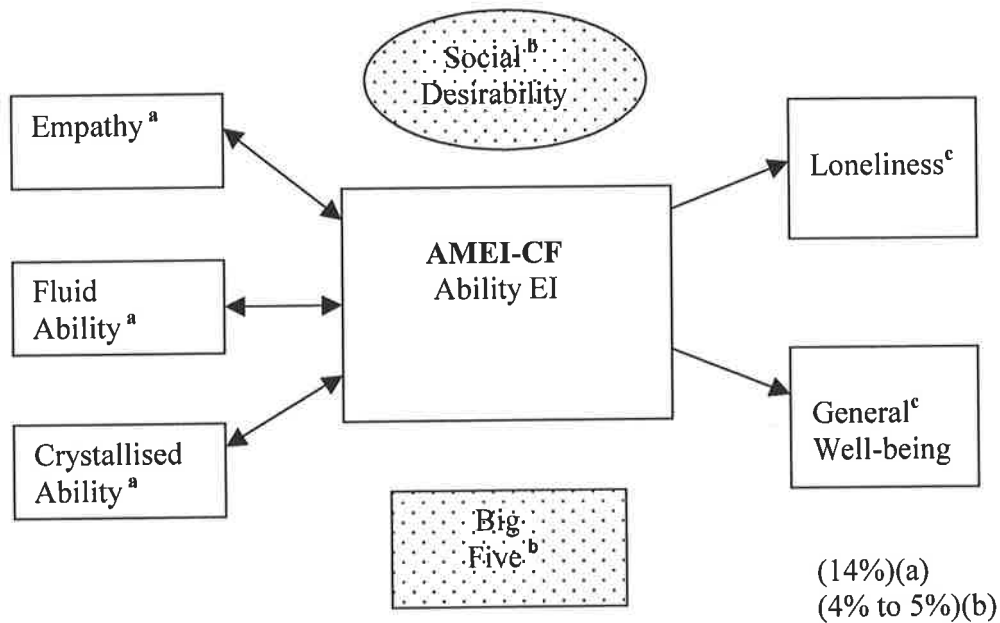 Social b
Desirability
Empathy a
Loneliness c
AMEI-CF
Ability EI
Fluid
Ability a
General c
Well-being
Crystallised
Ability a
Big
Five b
(14%)(a)
(4% to 5%)(b)